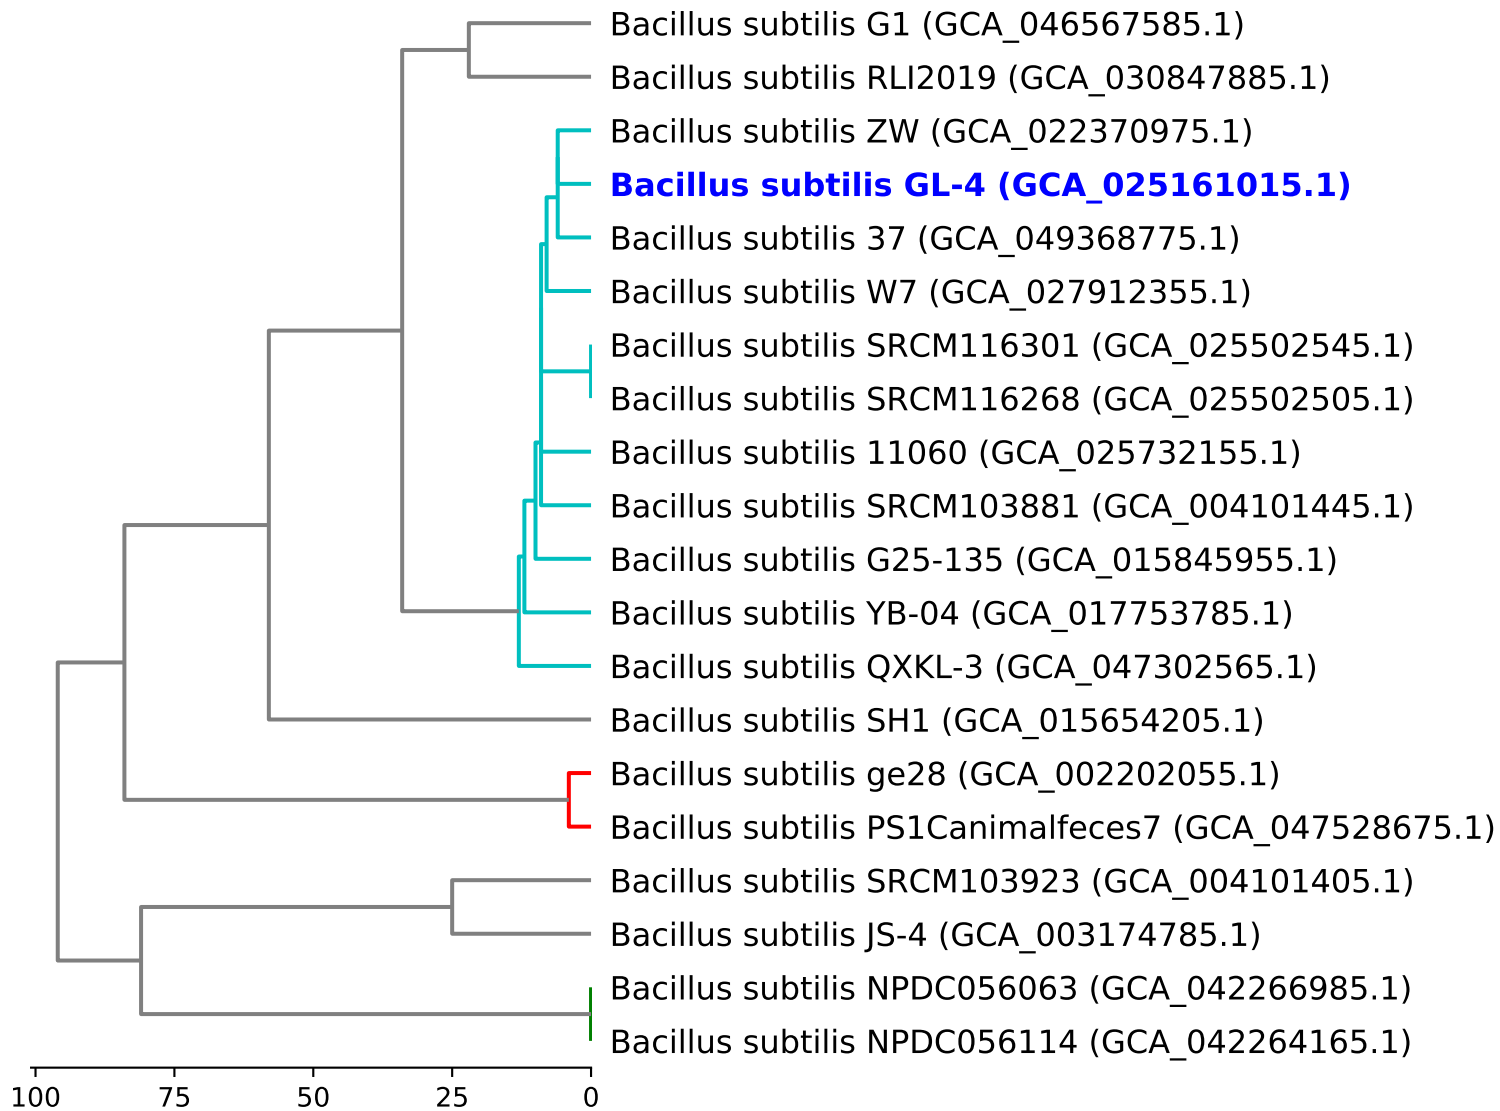 Bacillus subtilis G1 (GCA_046567585.1)
Bacillus subtilis RLI2019 (GCA_030847885.1)
Bacillus subtilis ZW (GCA_022370975.1)
Bacillus subtilis GL-4 (GCA_025161015.1)
Bacillus subtilis 37 (GCA_049368775.1)
Bacillus subtilis W7 (GCA_027912355.1)
Bacillus subtilis SRCM116301 (GCA_025502545.1)
Bacillus subtilis SRCM116268 (GCA_025502505.1)
Bacillus subtilis 11060 (GCA_025732155.1)
Bacillus subtilis SRCM103881 (GCA_004101445.1)
Bacillus subtilis G25-135 (GCA_015845955.1)
Bacillus subtilis YB-04 (GCA_017753785.1)
Bacillus subtilis QXKL-3 (GCA_047302565.1)
Bacillus subtilis SH1 (GCA_015654205.1)
Bacillus subtilis ge28 (GCA_002202055.1)
Bacillus subtilis PS1Canimalfeces7 (GCA_047528675.1)
Bacillus subtilis SRCM103923 (GCA_004101405.1)
Bacillus subtilis JS-4 (GCA_003174785.1)
Bacillus subtilis NPDC056063 (GCA_042266985.1)
Bacillus subtilis NPDC056114 (GCA_042264165.1)
100 75 50 25 0